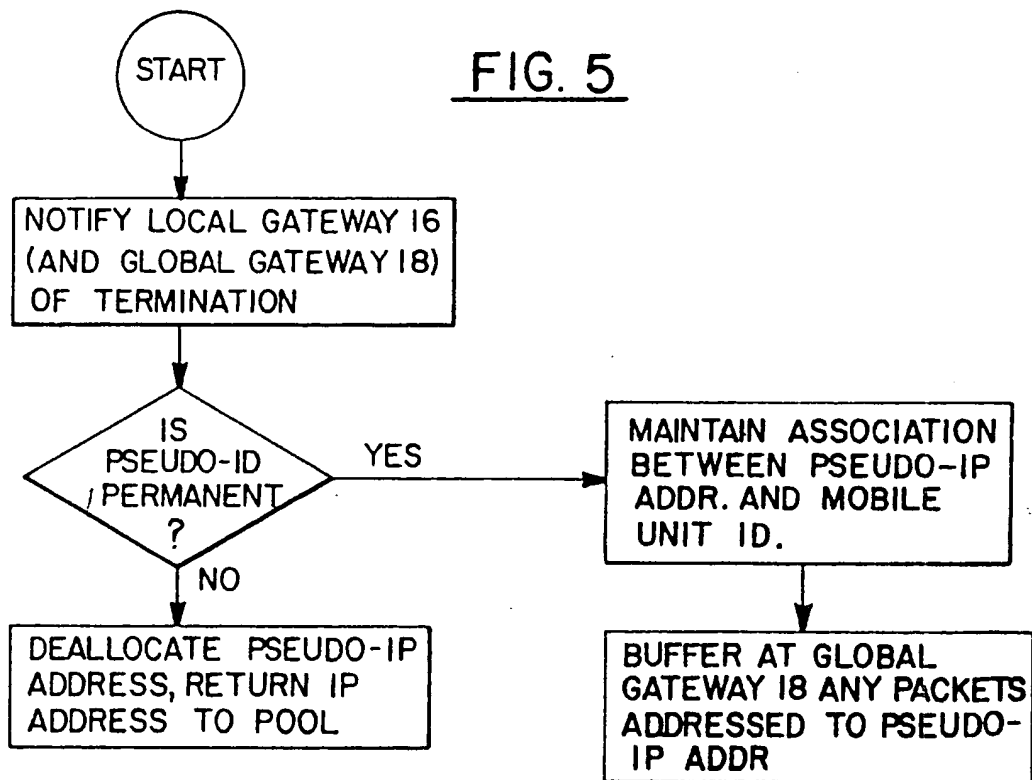 START
FIG. 5
NOTIFY LOCAL GATEWAY 16
(AND GLOBAL GATEWAY 18)
OF TERMINATION
IS
PSEUDO-ID
PERMANENT
?
YES
NO
MAINTAIN ASSOCIATION
BETWEEN PSEUDO-IP
ADDR. AND MOBILE
UNIT ID.
DEALLOCATE PSEUDO-IP
ADDRESS, RETURN IP
ADDRESS TO POOL
BUFFER AT GLOBAL
GATEWAY 18 ANY PACKETS
ADDRESSED TO PSEUDO-
IP ADDR